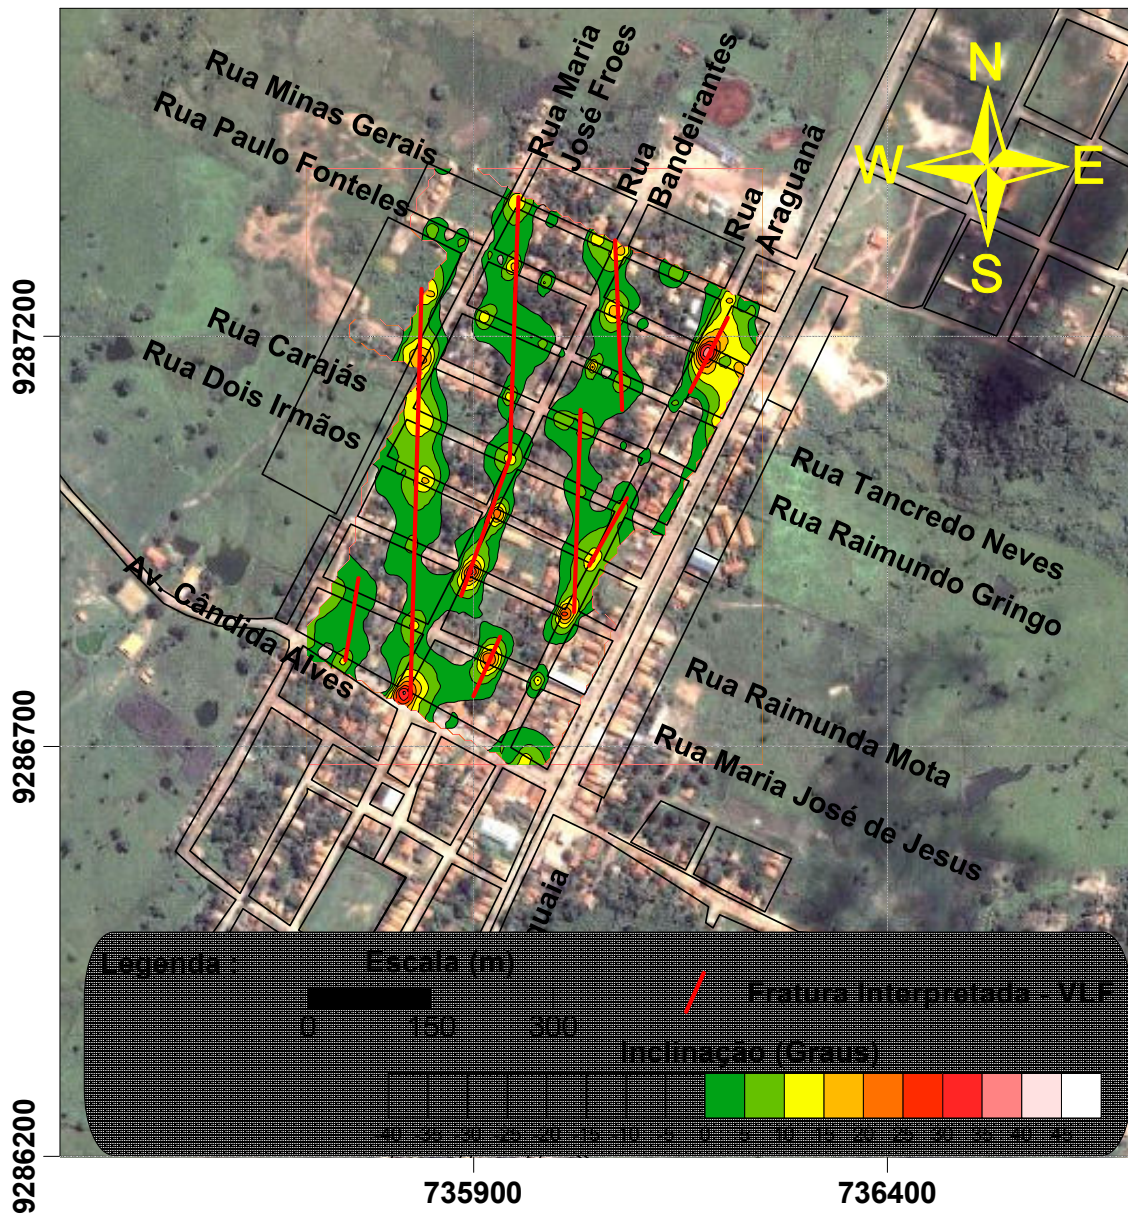 N
W
E
S
Rua Minas Gerais
Rua Paulo Fonteles
Rua Maria
José Froes
Rua
Bandeirantes
Rua
Araguanã
9287200
Rua Carajás
Rua Dois Irmãos
Rua Tancredo Neves
Rua Raimundo Gringo
Av. Cândida Alves
Rua Raimunda Mota
Rua Maria José de Jesus
9286700
guaia
Legenda :
Escala (m)
0 150 300
Fratura Interpretada - VLF
Inclinação (Graus)
-40 -35 -30 -25 -20 -15 -10 -5 0 5 10 15 20 25 30 35 40 45
9286200
735900
736400